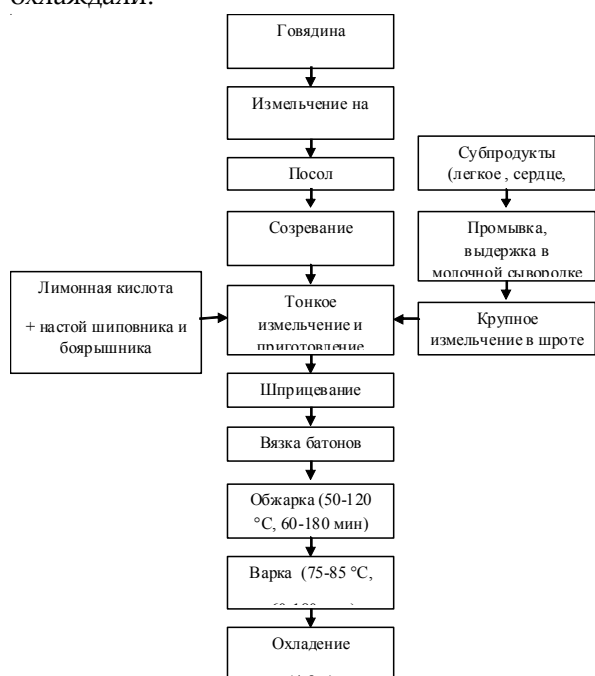 Говядина
Измельчение на
Субпродукты
(легкое , сердце,
Посол
Созревание
Промывка,
выдержка в
молочной сыворотке
Лимонная кислота
+ настой шиповника и
боярышника
Тонкое
измельчение и
приготовление
Крупное
измельчение в шроте
Шприцевание
Вязка батонов
Обжарка (50-120
°С, 60-180 мин)
Варка (75-85 °С,
Охладение